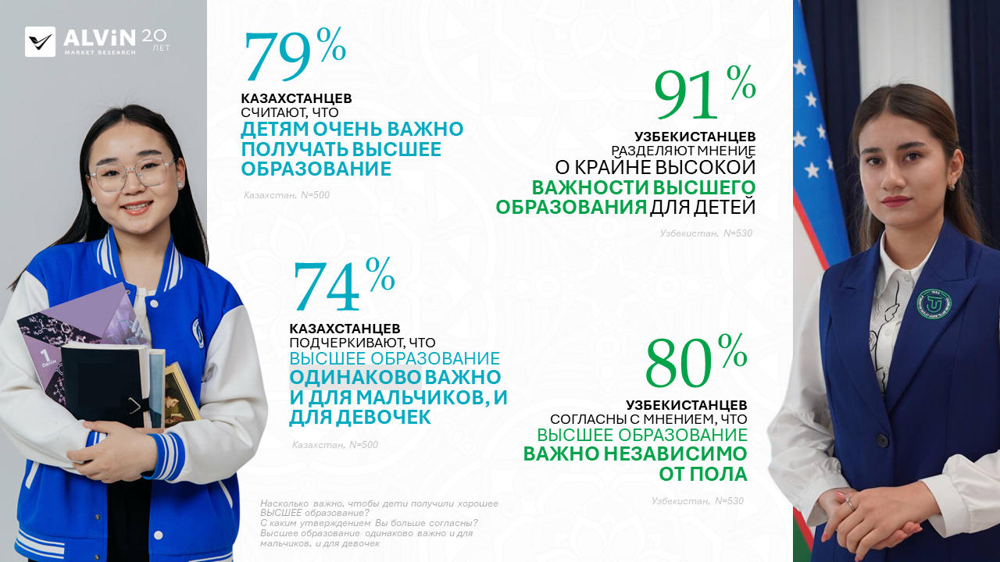 ALViN 20
ЛЕТ
MARKET RESEARCH
79%
КАЗАХСТАНЦЕВ
СЧИТАЮТ, ЧТО
ДЕТЯМ ОЧЕНЬ ВАЖНО
ПОЛУЧАТЬ ВЫСШЕЕ
ОБРАЗОВАНИЕ
Казахстан, N=500
91%
УЗБЕКИСТАНЦЕВ
РАЗДЕЛЯЮТ МНЕНИЕ
О КРАЙНЕ ВЫСОКОЙ
ВАЖНОСТИ ВЫСШЕГО
ОБРАЗОВАНИЯ ДЛЯ ДЕТЕЙ
Узбекистан, N=530
74%
КАЗАХСТАНЦЕВ
ПОДЧЕРКИВАЮТ, ЧТО
ВЫСШЕЕ ОБРАЗОВАНИЕ
ОДИНАКОВО ВАЖНО
И ДЛЯ МАЛЬЧИКОВ, И
ДЛЯ ДЕВОЧЕК
Казахстан, N=500
80%
УЗБЕКИСТАНЦЕВ
СОГЛАСНЫ С МНЕНИЕМ, ЧТО
ВЫСШЕЕ ОБРАЗОВАНИЕ
ВАЖНО НЕЗАВИСИМО
ОТ ПОЛА
Узбекистан, N=530
Насколько важно, чтобы дети получили хорошее
ВЫСШЕЕ образование?
С каким утверждением Вы больше согласны?
Высшее образование одинаково важно и для
мальчиков, и для девочек
1